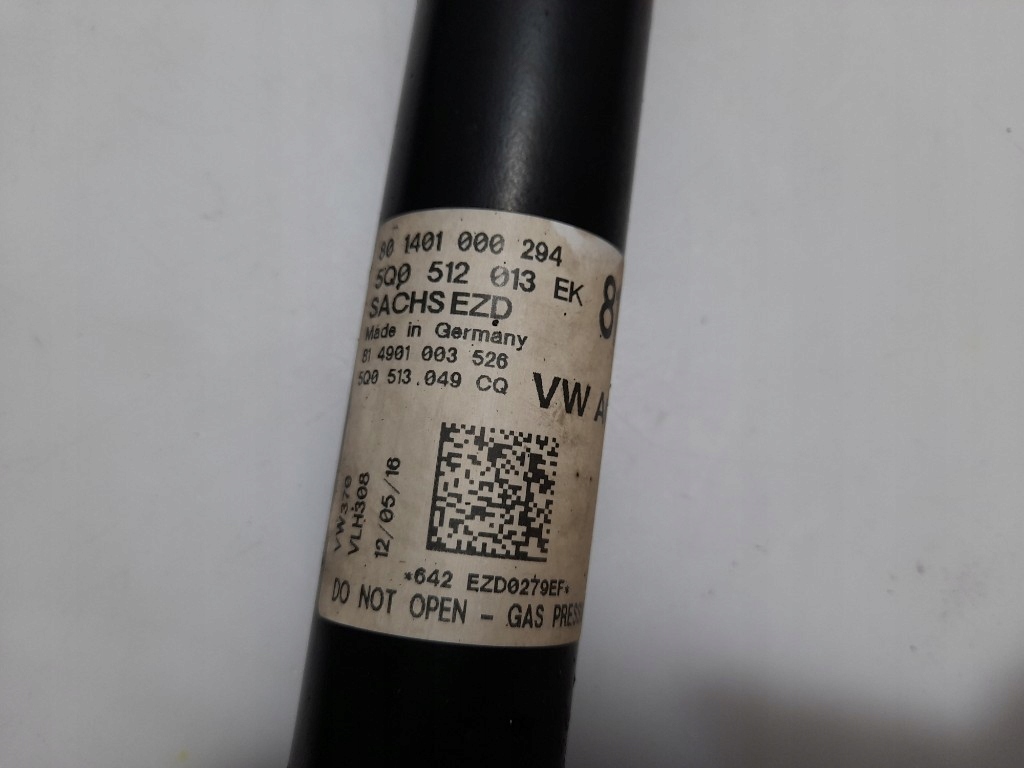 80 1401 000 294
5Q0 512 013 EK
SACHS EZD
Made in Germany
81 4901 003 526
5Q0 513.049 CQ
VW
VW376
VLH308
12/05/16
*642 EZD0279EF*
DO NOT OPEN - GAS